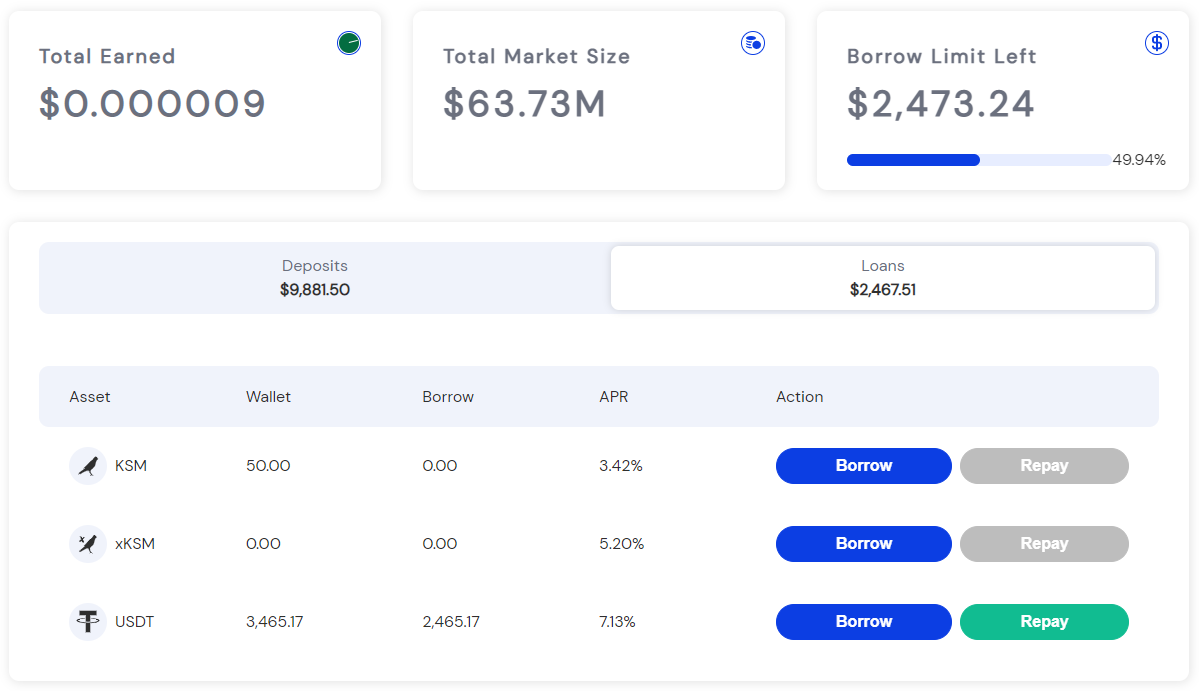 Total Earned
$0.000009
Total Market Size
$63.73M
Borrow Limit Left
$2,473.24
49.94%
Deposits
$9,881.50
Loans
$2,467.51
Asset Wallet Borrow APR Action
KSM 50.00 0.00 3.42% Borrow Repay
xKSM 0.00 0.00 5.20% Borrow Repay
USDT 3,465.17 2,465.17 7.13% Borrow Repay